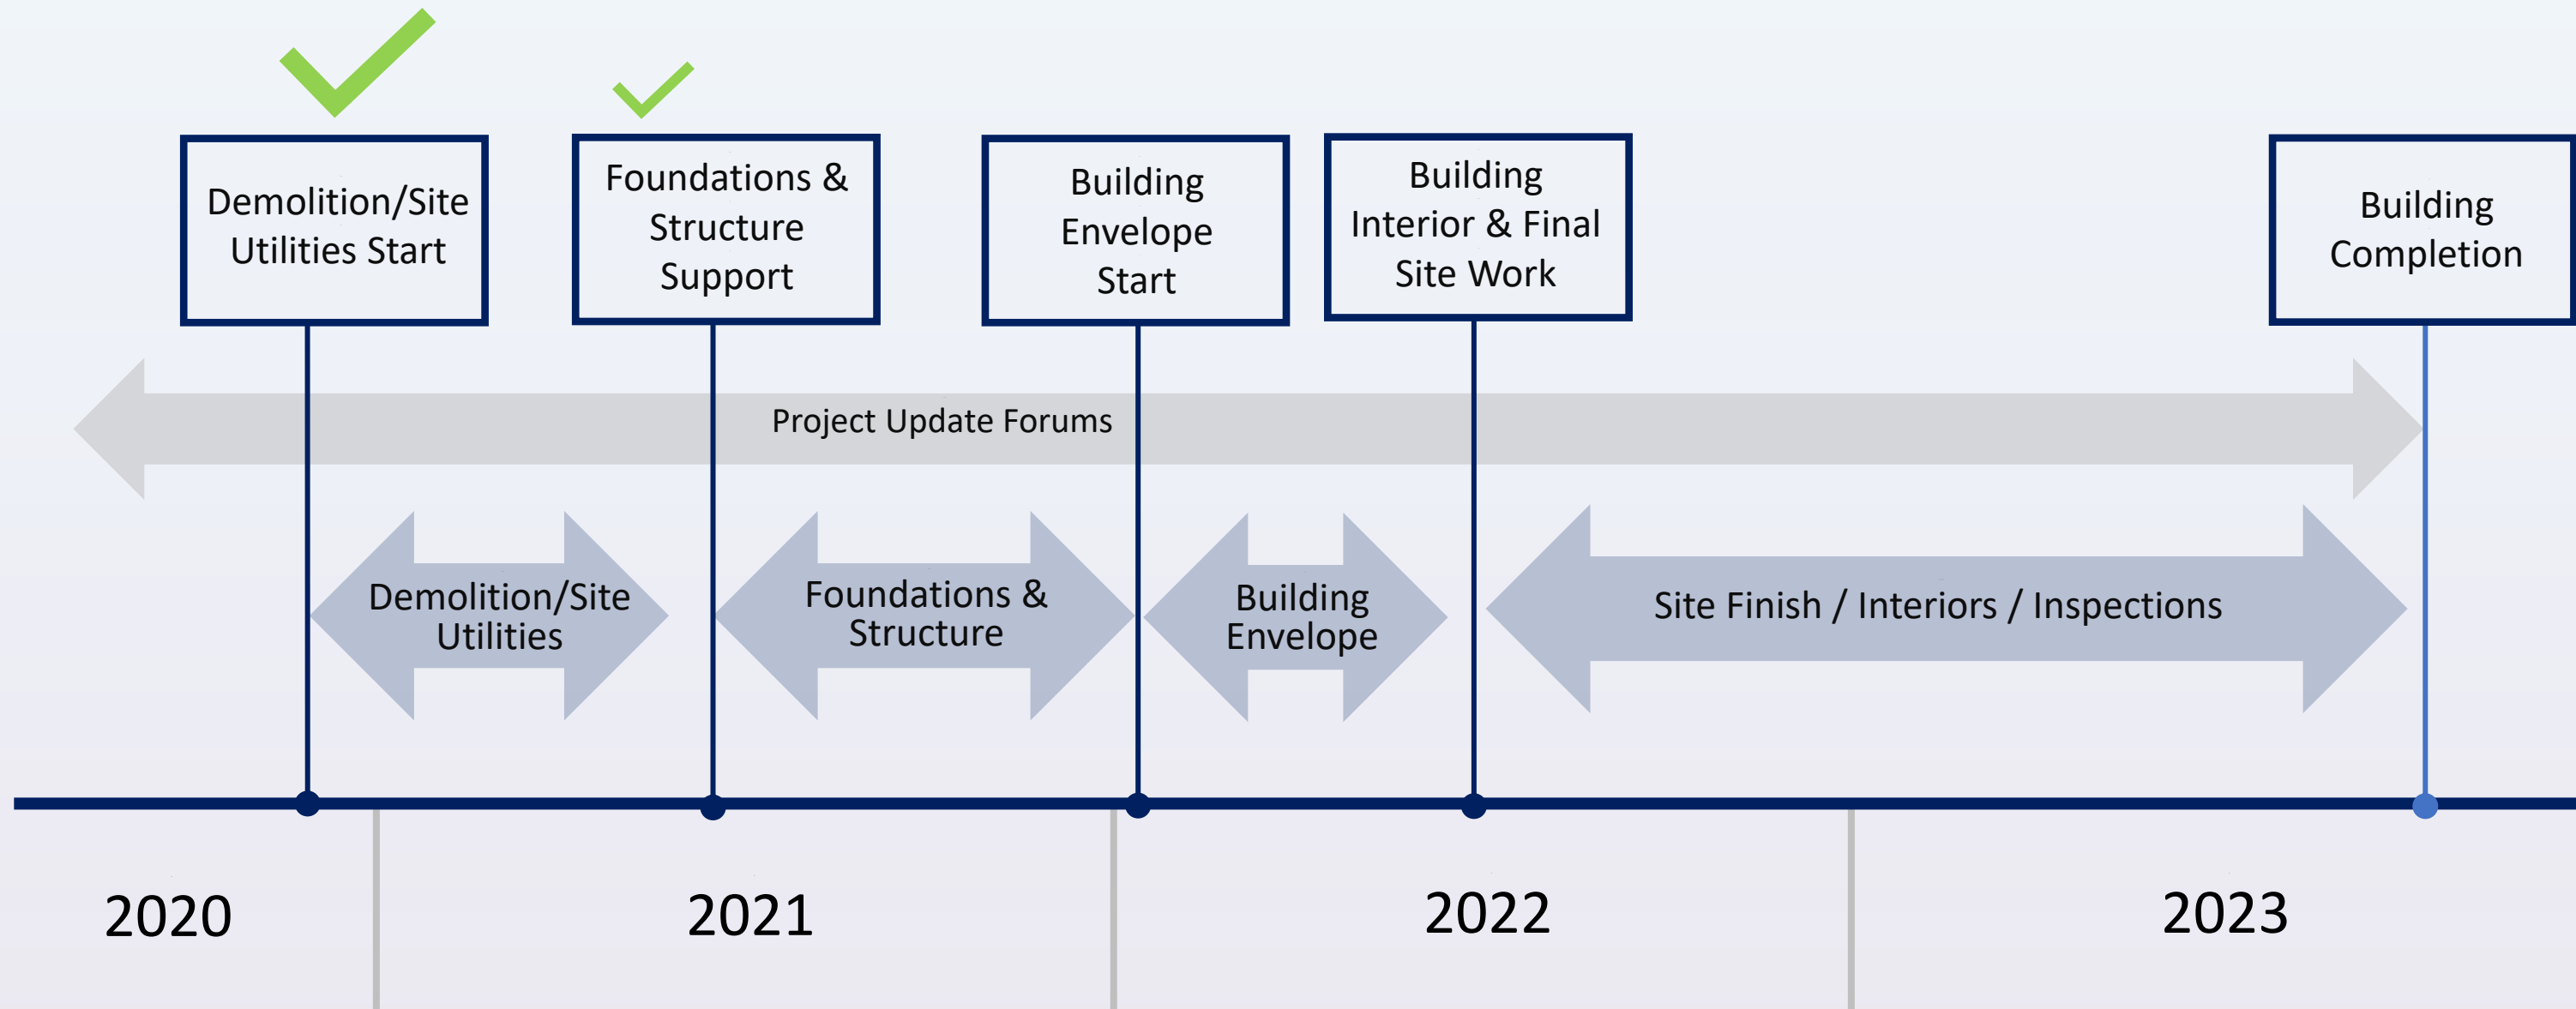 Demolition/Site
Utilities Start
Foundations &
Structure
Support
Building
Envelope
Start
Building
Interior & Final
Site Work
Building
Completion
Project Update Forums
Demolition/Site
Utilities
Foundations &
Structure
Building
Envelope
Site Finish / Interiors / Inspections
2020
2021
2022
2023